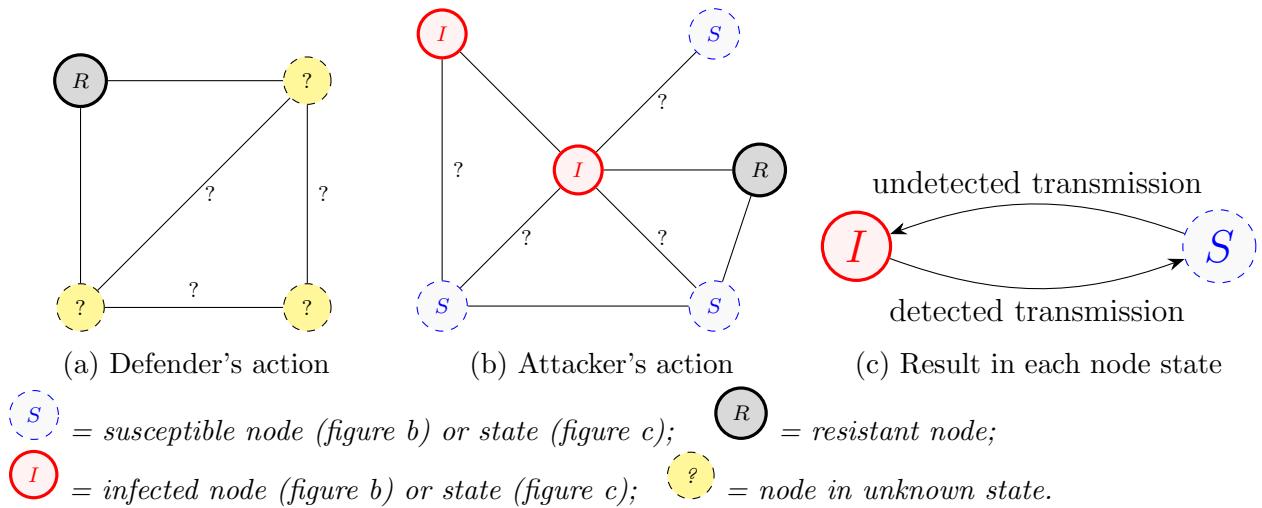 I
S
R
?
?
?
I
R
?
?
?
?
?
?
?
?
S
S
undetected transmission
I
S
detected transmission
(a) Defender's action
(b) Attacker's action
(c) Result in each node state
S = susceptible node (figure b) or state (figure c); R = resistant node;
I = infected node (figure b) or state (figure c); ? = node in unknown state.